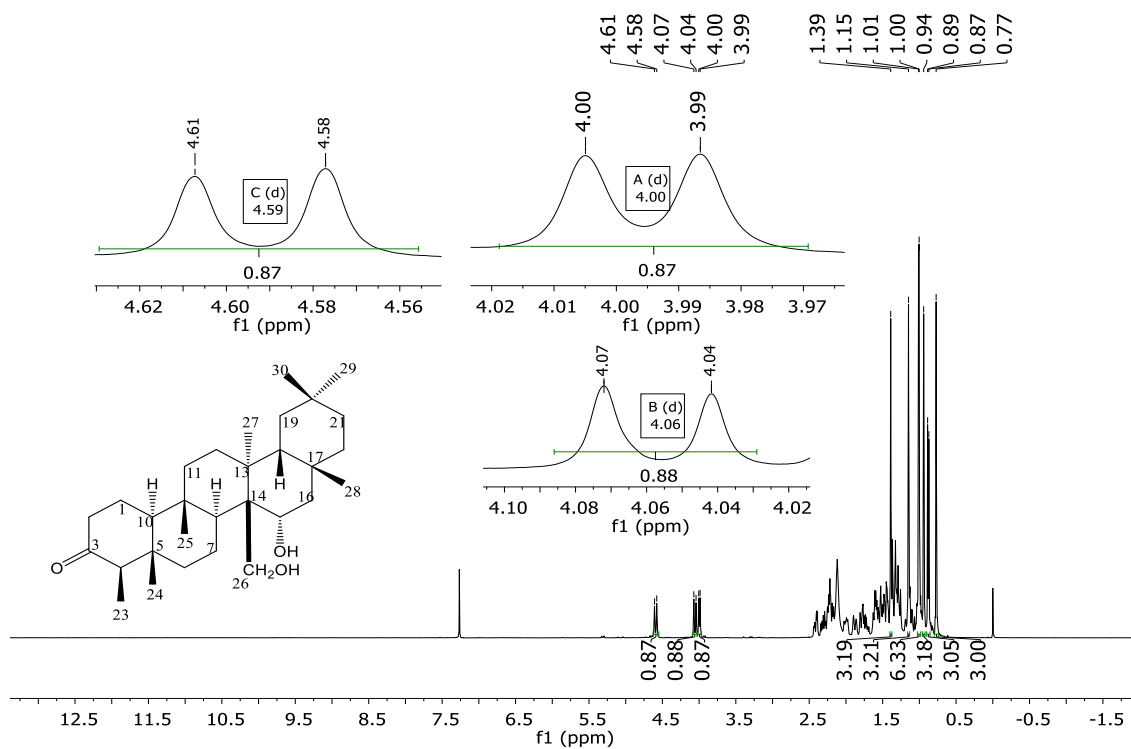 4.61
4.58
4.07
4.04
4.00
3.99
1.39
1.15
1.01
1.00
0.94
0.89
0.87
0.77
4.61
4.58
C (d)
4.59
0.87
4.62 4.60 4.58 4.56
f1 (ppm)
4.00
3.99
A (d)
4.00
0.87
4.02 4.01 4.00 3.99 3.98 3.97
f1 (ppm)
4.07
4.04
B (d)
4.06
0.88
4.10 4.08 4.06 4.04 4.02
f1 (ppm)
30 29
27 19 21
11 H 13 17
H H 28
1 10 14 16
25
3 5 7 OH
O 26 CH₂OH
24
23
0.87
0.88
0.87
3.19
3.21
6.33
3.18
3.05
3.00
12.5 11.5 10.5 9.5 8.5 7.5 6.5 5.5 4.5 3.5 2.5 1.5 0.5 -0.5 -1.5
f1 (ppm)